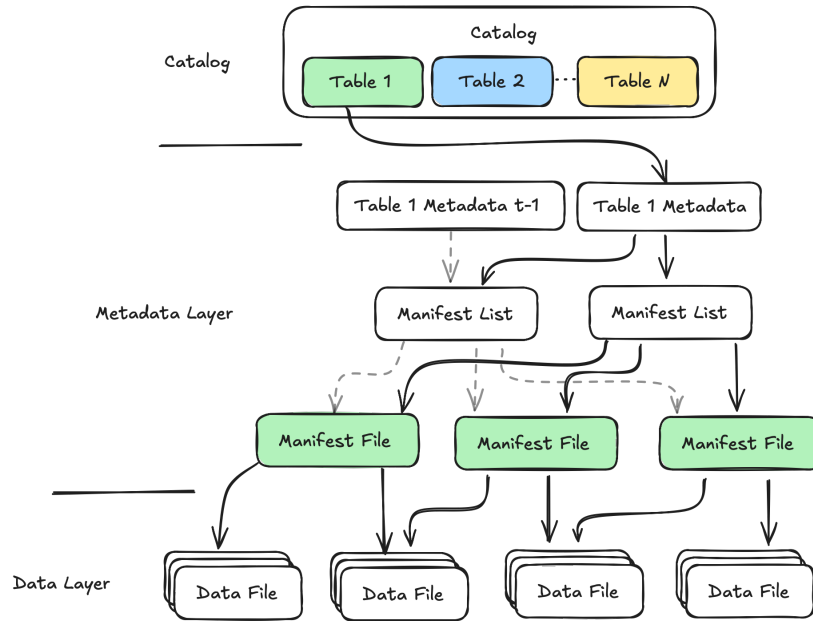 Catalog
Catalog
Table 1
Table 2
Table N
Table 1 Metadata t-1
Table 1 Metadata
Metadata Layer
Manifest List
Manifest List
Manifest File
Manifest File
Manifest File
Data Layer
Data File
Data File
Data File
Data File